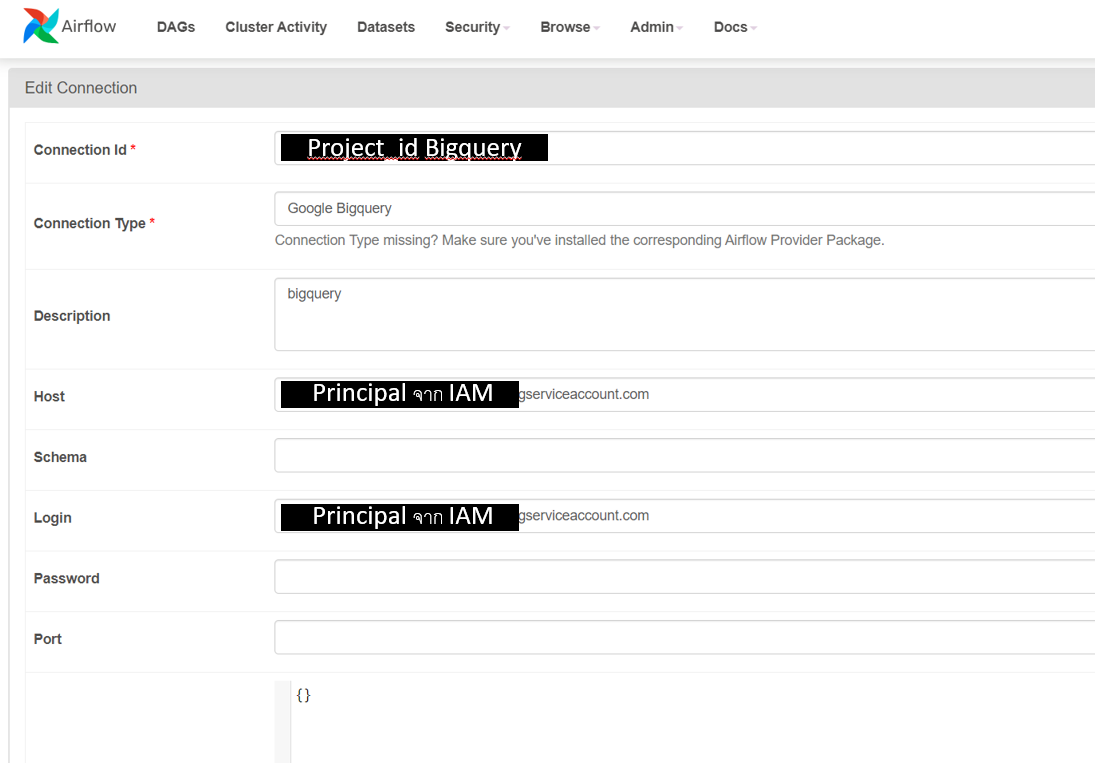 Airflow DAGs Cluster Activity Datasets Security Browse Admin Docs
Edit Connection
Connection Id * Project_id Bigquery
Connection Type * Google Bigquery
Connection Type missing? Make sure you've installed the corresponding Airflow Provider Package.
Description bigquery
Host Principal จาก IAM gserviceaccount.com
Schema
Login Principal จาก IAM gserviceaccount.com
Password
Port
{}